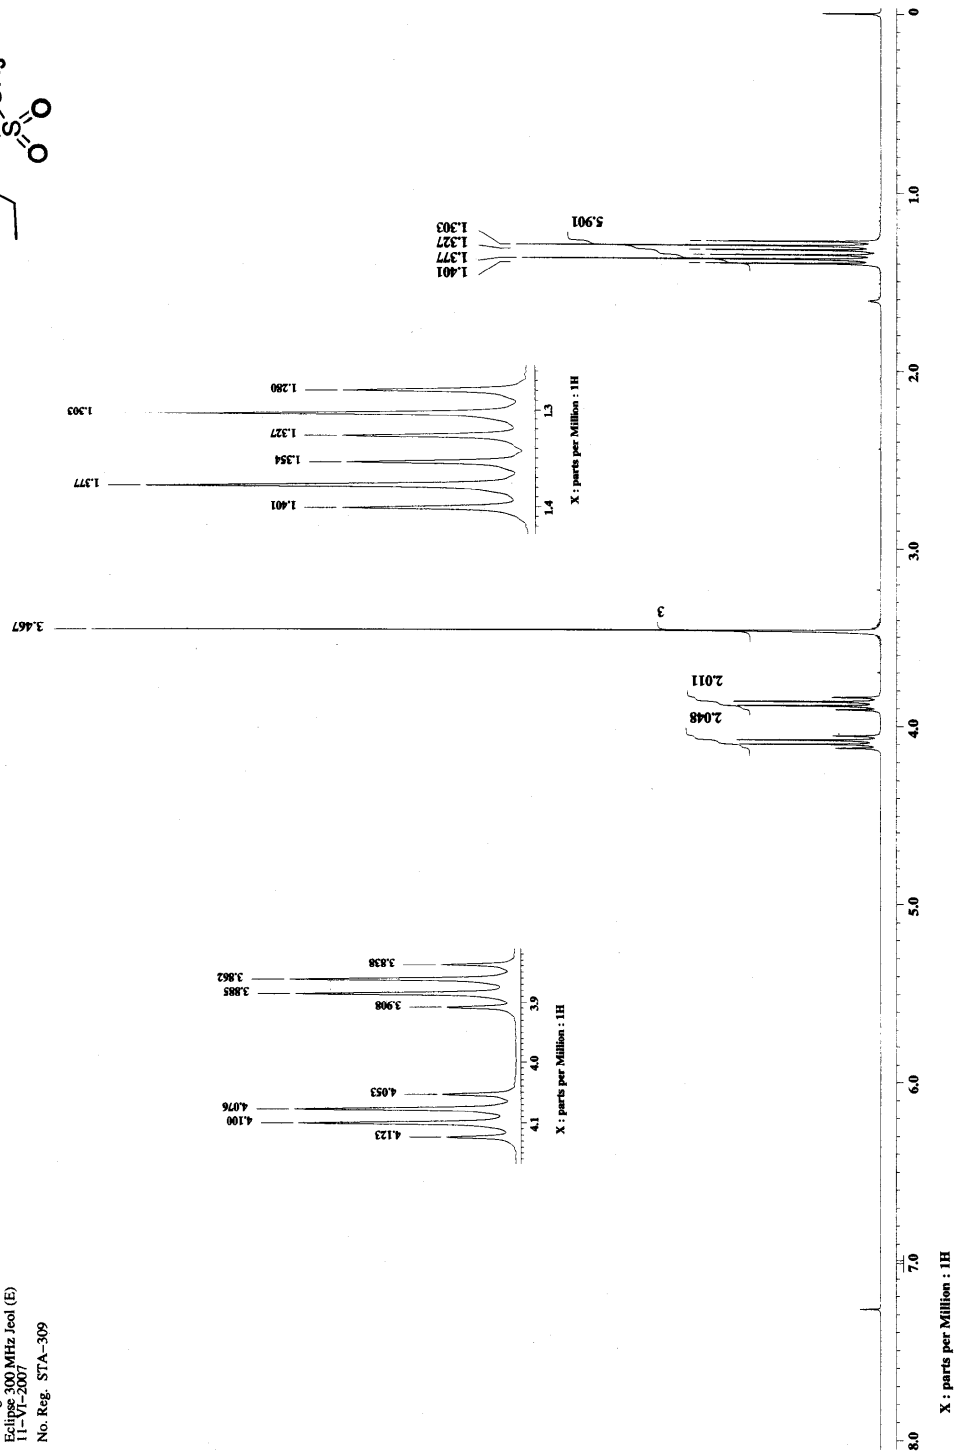 Eclipse 300 MHz Jeol (E)
11-VI-2007
No. Reg. STA-309
S
O
O
1.303
1.327
1.377
1.401
5.901
1.280
1.303
1.327
1.354
1.377
1.401
1.3
1.4
X : parts per Million : 1H
3.467
3
2.011
2.048
3.838
3.862
3.885
3.908
4.053
4.076
4.100
4.123
3.9
4.0
4.1
X : parts per Million : 1H
8.0 7.0 6.0 5.0 4.0 3.0 2.0 1.0 0
X : parts per Million : 1H